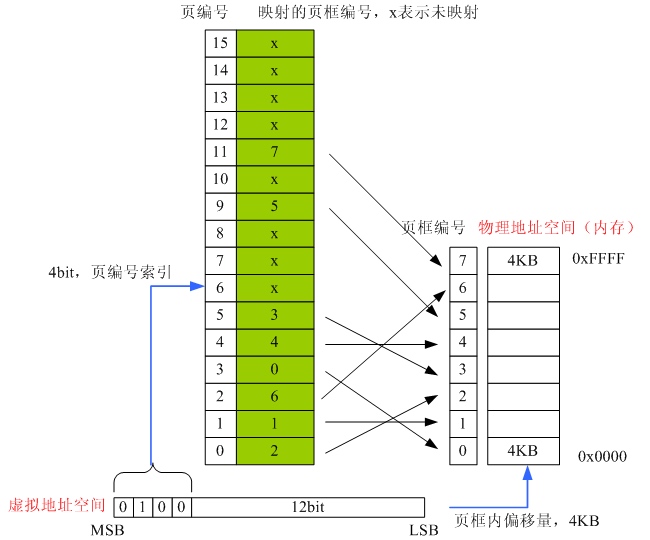 页编号 映射的页框编号，x表示未映射
15 x
14 x
13 x
12 x
11 7
10 x
9 5
8 x
7 x
6 x
5 3
4 4
3 0
2 6
1 1
0 2
4bit，页编号索引
页框编号 物理地址空间（内存）
7 4KB 0xFFFF
6
5
4
3
2
1
0 4KB 0x0000
虚拟地址空间 0 1 0 0 12bit
MSB LSB
页框内偏移量，4KB